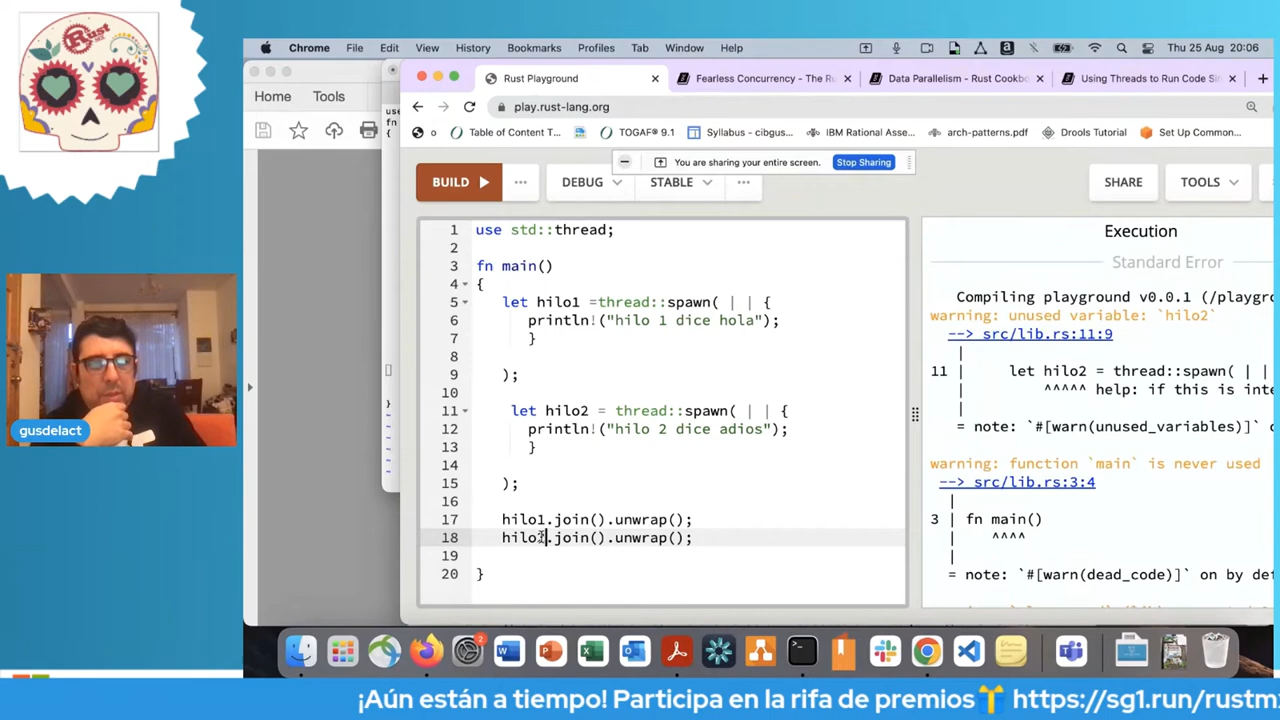 Rust
MX
Chrome File Edit View History Bookmarks Profiles Tab Window Help Thu 25 Aug 20:06
Rust Playground
Fearless Concurrency - The Ru
Data Parallelism - Rust Cookbo
Using Threads to Run Code Si
Home Tools
play.rust-lang.org
Table of Content T...
TOGAF® 9.1
Syllabus - cibgus...
IBM Rational Asse...
arch-patterns.pdf
Drools Tutorial
Set Up Common...
You are sharing your entire screen. Stop Sharing
BUILD
DEBUG
STABLE
SHARE
TOOLS
use
fn
{
}
1 use std::thread;
2
3 fn main()
4 {
5 let hilo1 =thread::spawn( | | {
6 println!("hilo 1 dice hola");
7 }
8
9 );
10
11 let hilo2 = thread::spawn( | | {
12 println!("hilo 2 dice adios");
13 }
14
15 );
16
17 hilo1.join().unwrap();
18 hilo2.join().unwrap();
19
20 }
Execution
Standard Error
Compiling playground v0.0.1 (/playgro
warning: unused variable: `hilo2`
--> src/lib.rs:11:9
|
11 | let hilo2 = thread::spawn( | |
| ^^^^^ help: if this is inte
|
= note: `#[warn(unused_variables)]` o
warning: function `main` is never used
--> src/lib.rs:3:4
|
3 | fn main()
| ^^^^
|
= note: `#[warn(dead_code)]` on by def
gusdelact
2
¡Aún están a tiempo! Participa en la rifa de premios🎁 https://sg1.run/rustmx